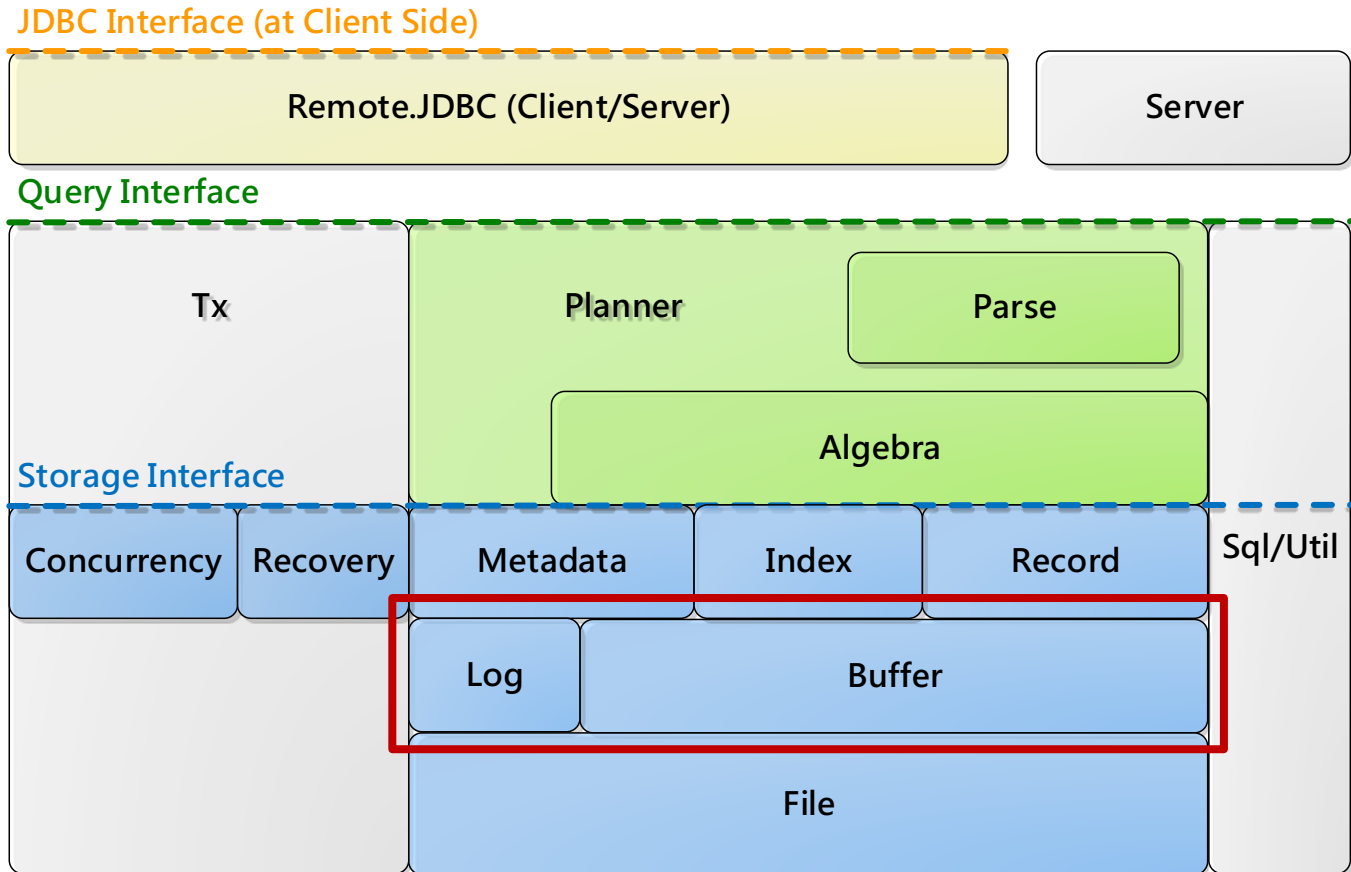 JDBC Interface (at Client Side)
Remote.JDBC (Client/Server)
Server
Query Interface
Tx
Planner
Parse
Algebra
Storage Interface
Concurrency
Recovery
Metadata
Index
Record
Sql/Util
Log
Buffer
File